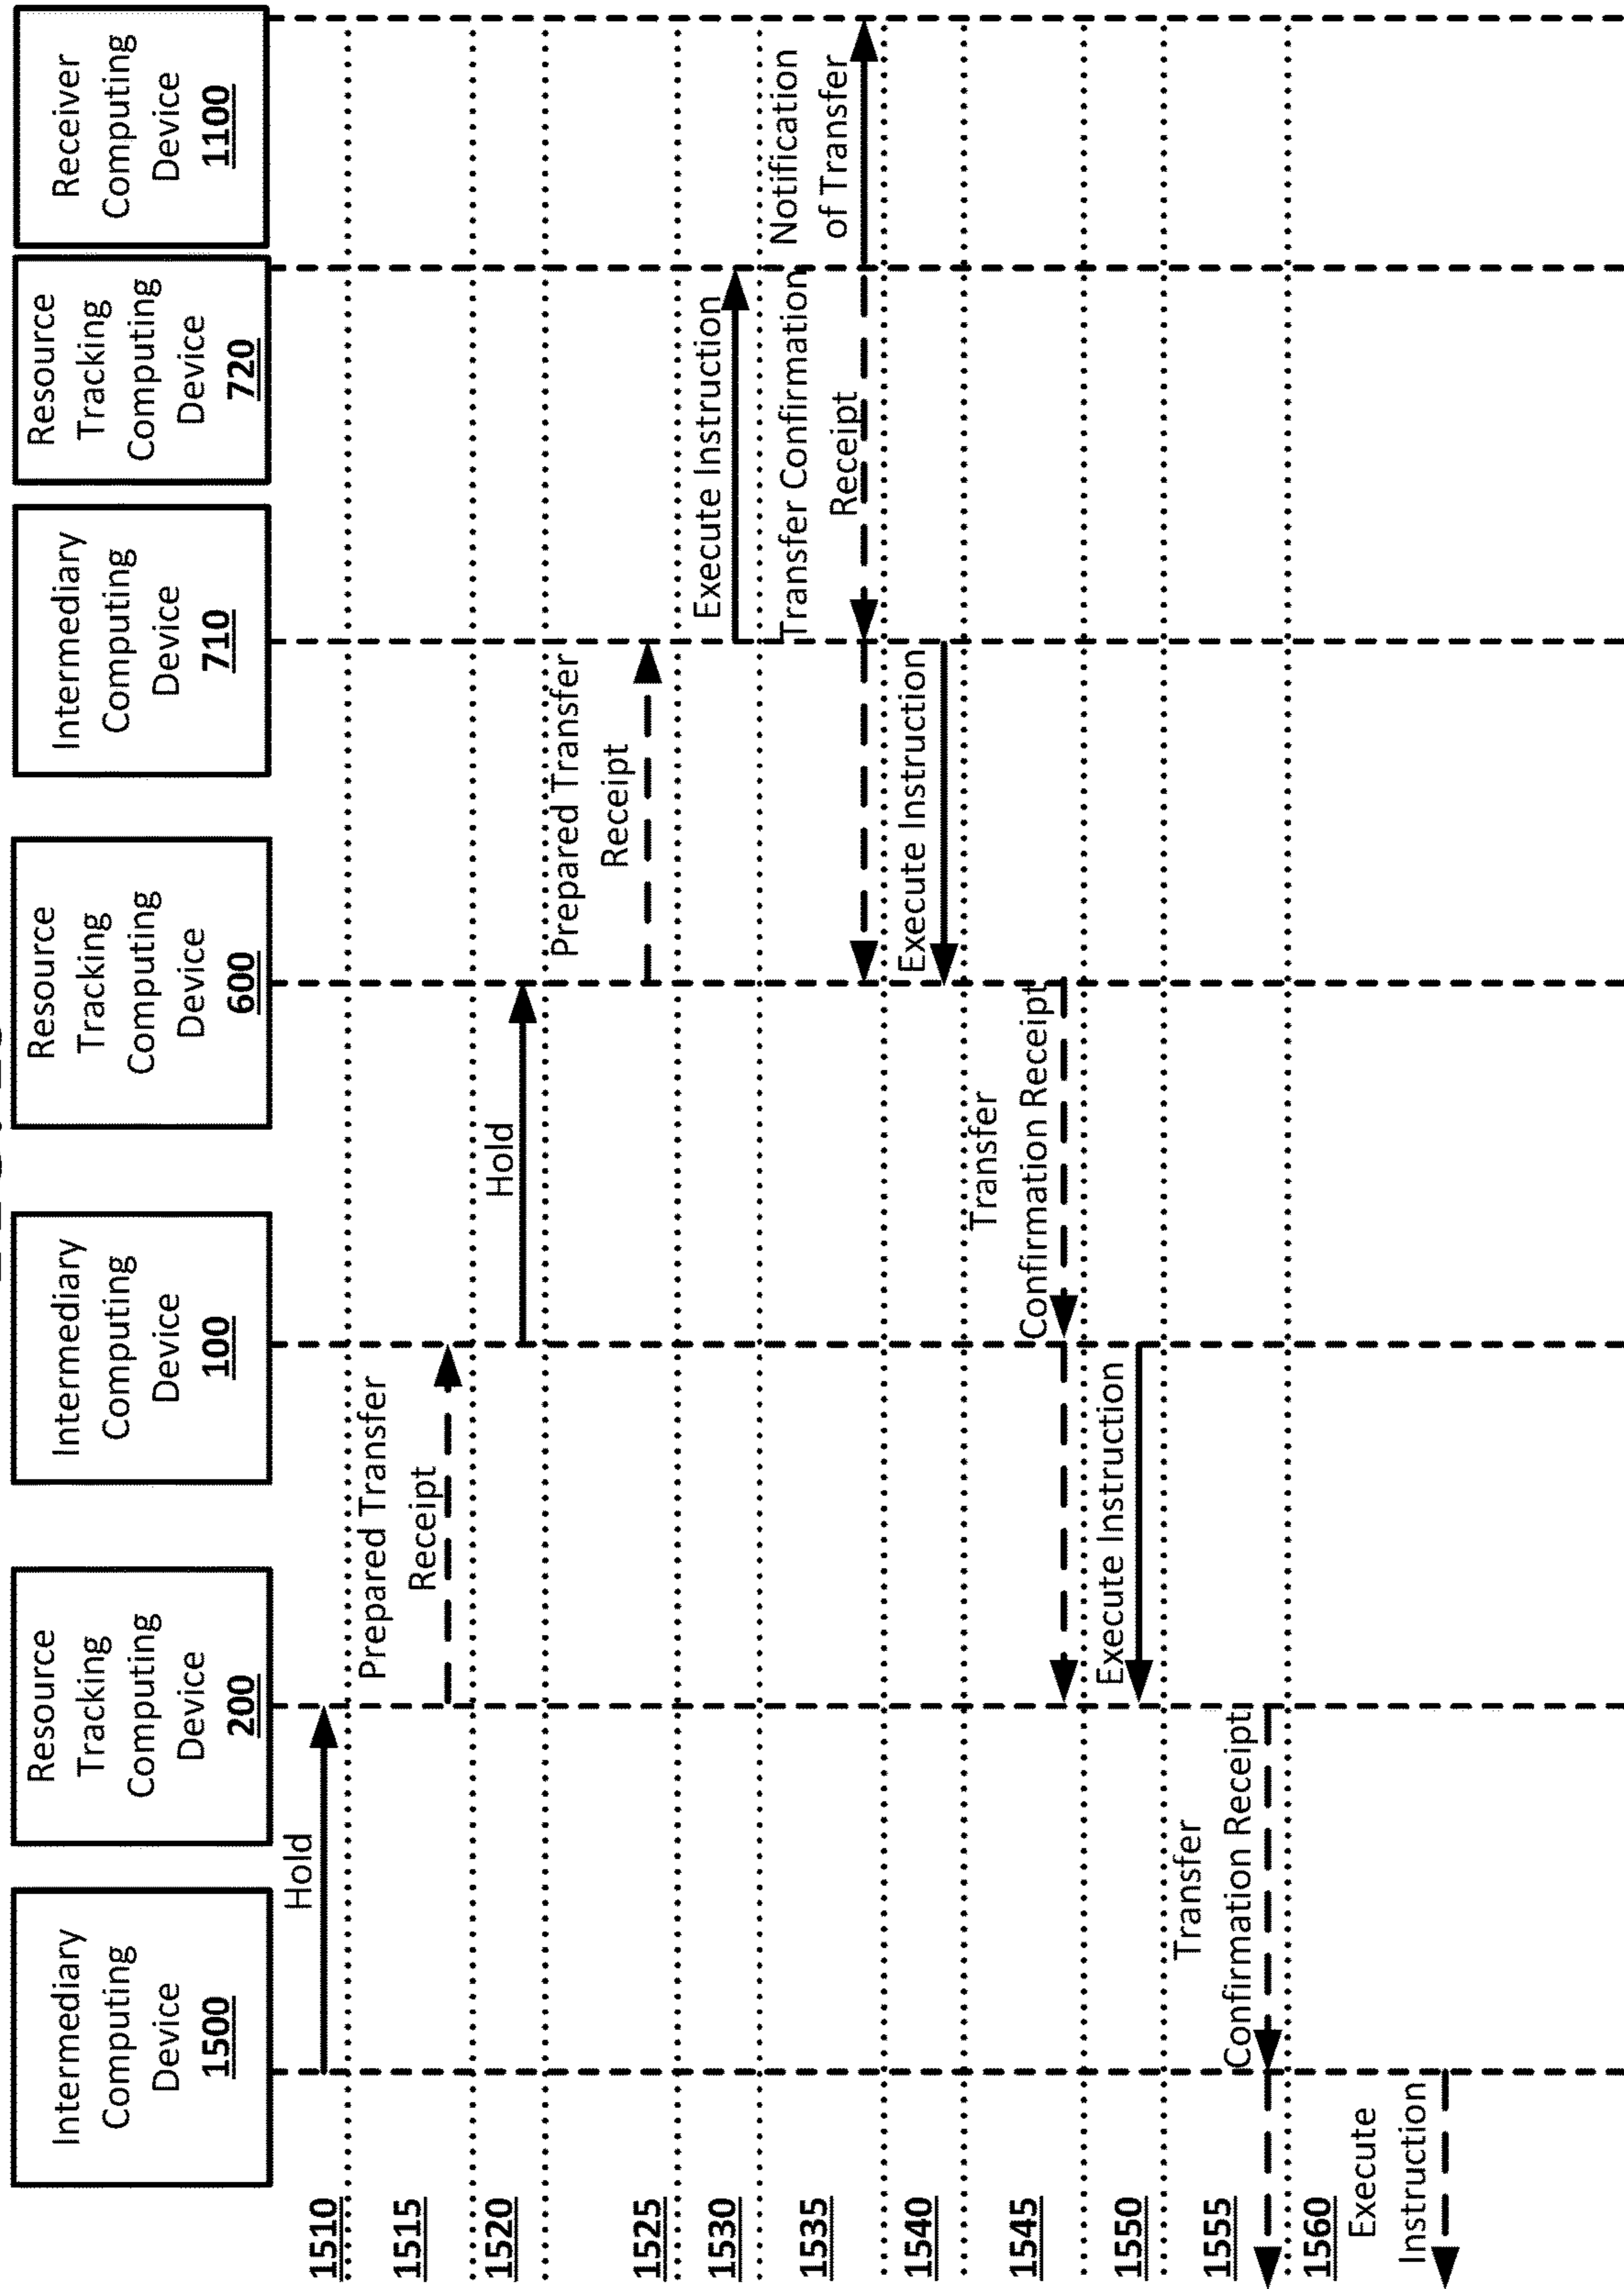 Intermediary
Computing
Device
1500
Resource
Tracking
Computing
Device
200
Intermediary
Computing
Device
100
Resource
Tracking
Computing
Device
600
Intermediary
Computing
Device
710
Resource
Tracking
Computing
Device
720
Receiver
Computing
Device
1100
1510
Hold
1515
Prepared Transfer
Receipt
1520
Hold
1525
Prepared Transfer
Receipt
1530
Execute Instruction
1535
Transfer Confirmation
Receipt
Notification
of Transfer
1540
Execute Instruction
1545
Transfer
Confirmation Receipt
1550
Execute Instruction
1555
Transfer
Confirmation Receipt
1560
Execute
Instruction